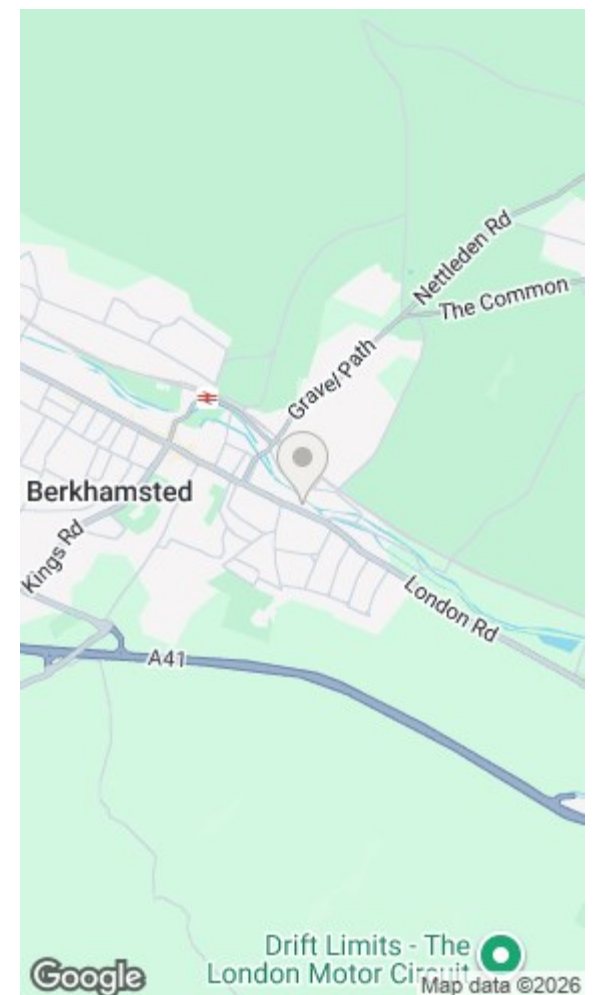 Nettleden Rd
The Common
Gravel Path
Berkhamsted
Kings Rd
London Rd
A41
Drift Limits - The
London Motor Circuit
Google
Map data ©2026